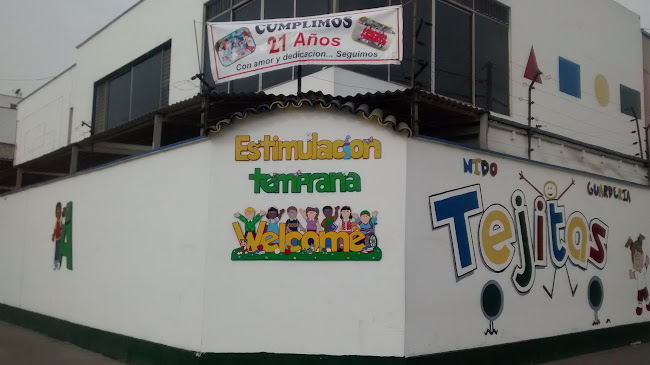 CUMPLIMOS
21 Años
Con amor y dedicacion... Seguimos
Estimulacion
Temprana
Welcome
NIDO
GUARDERIA
Tejitas
A